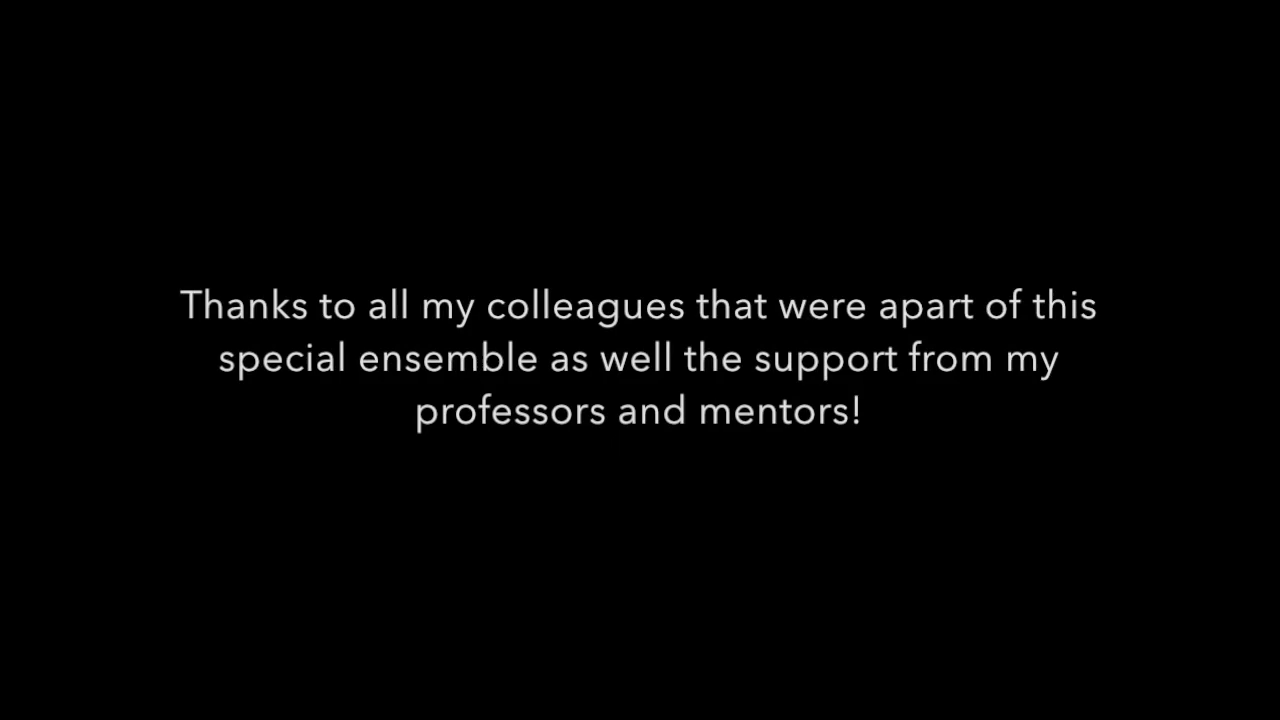 Thanks to all my colleagues that were apart of this
special ensemble as well the support from my
professors and mentors!